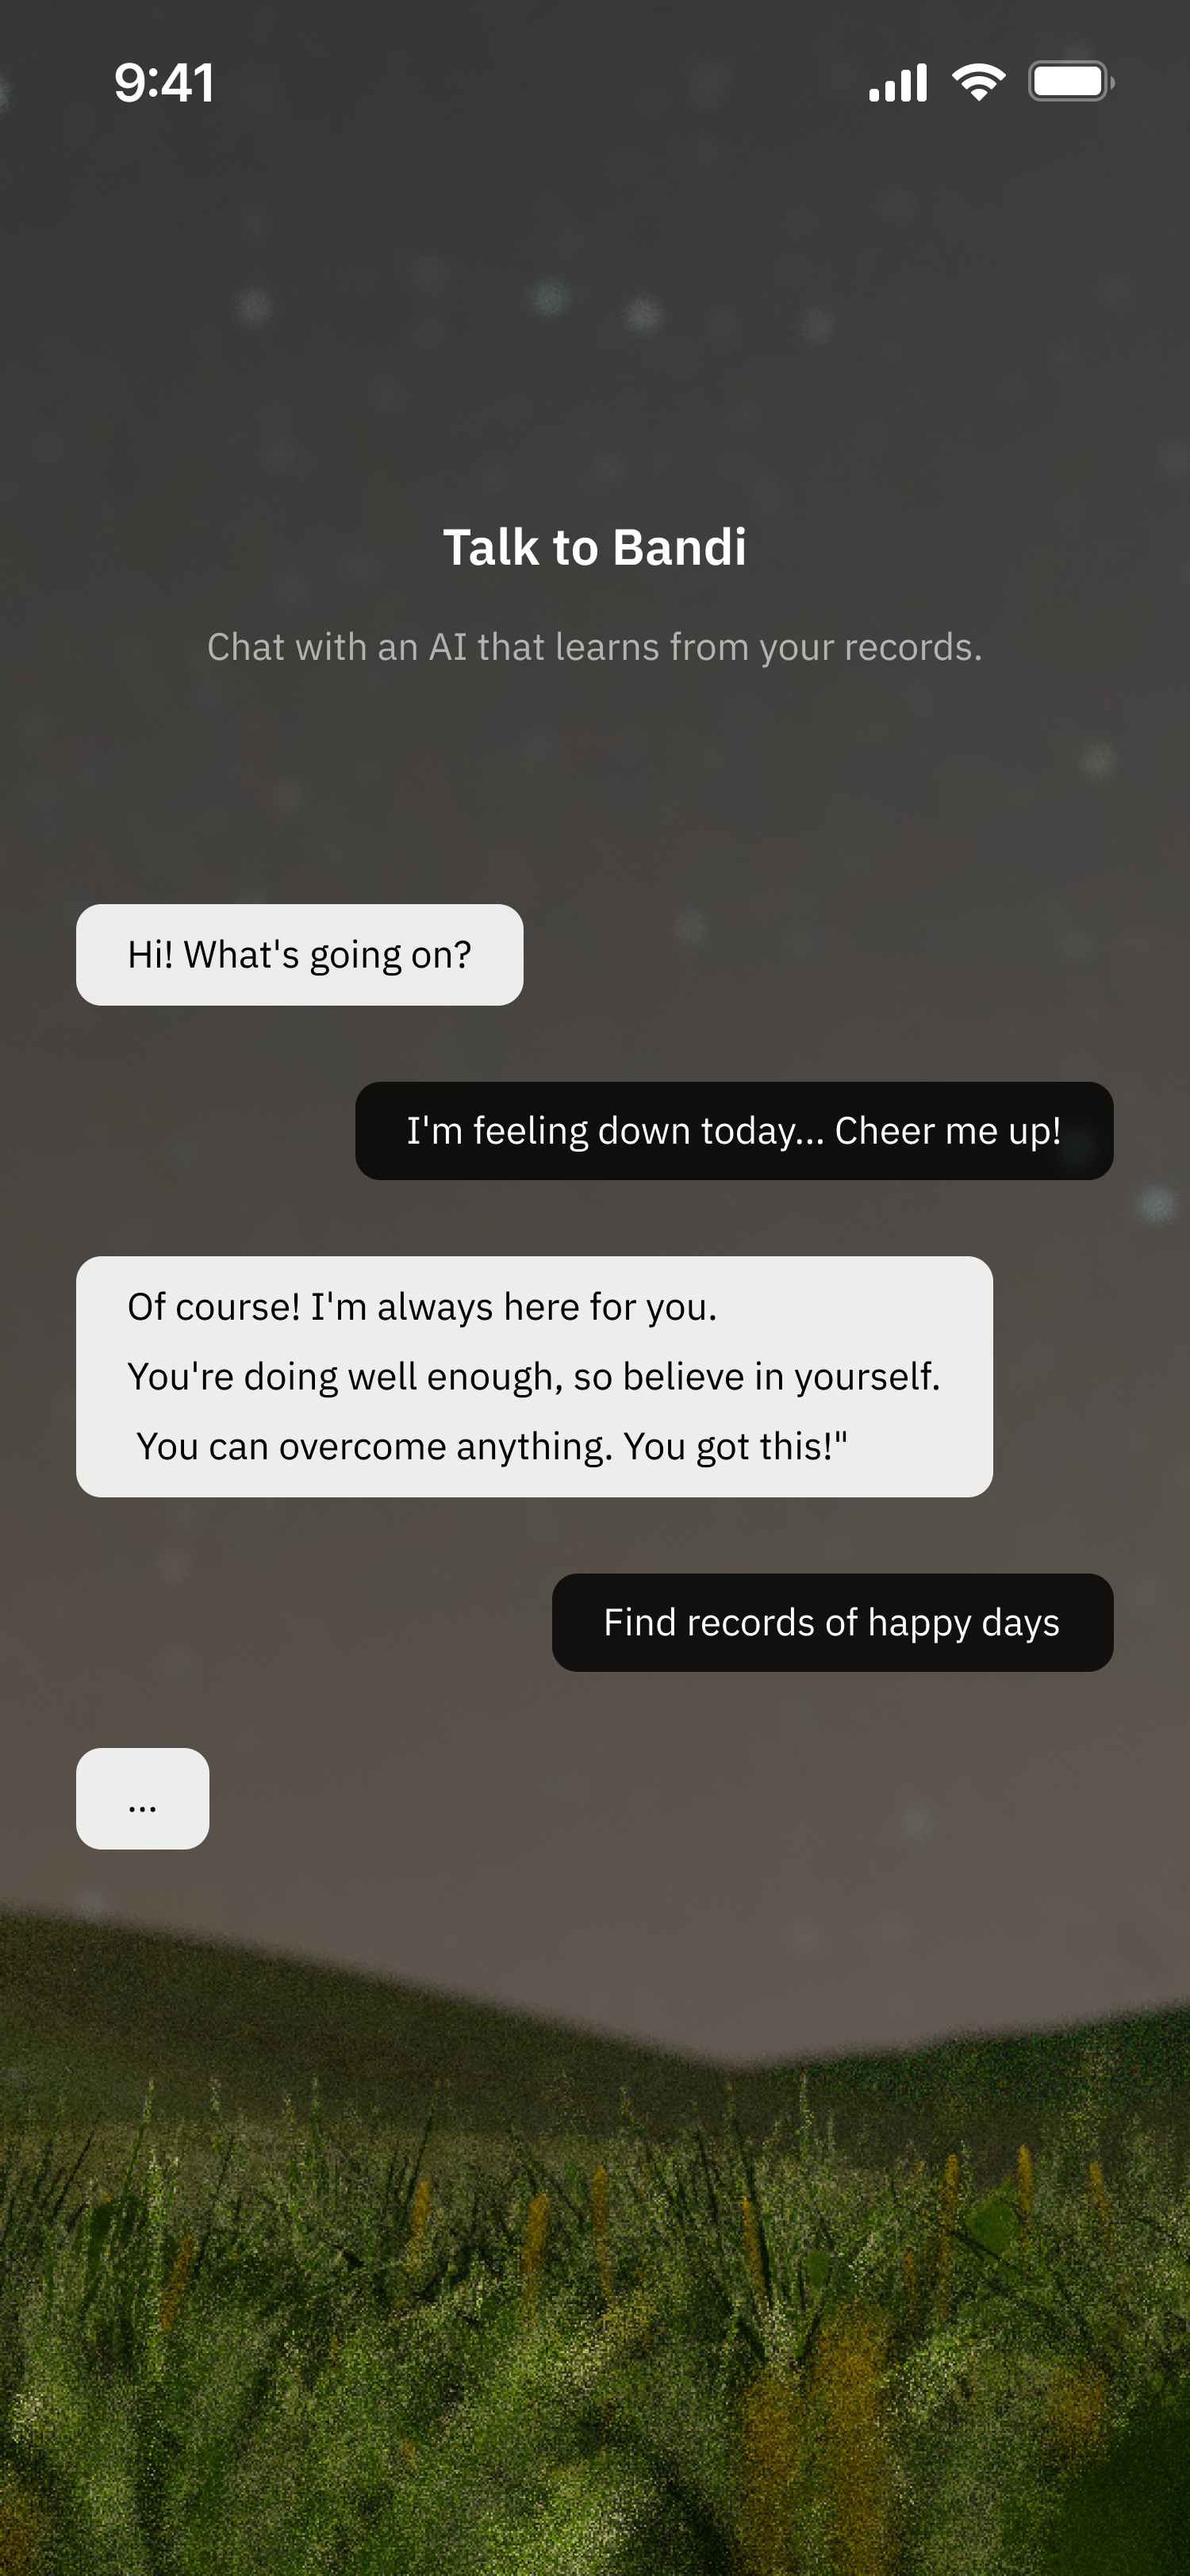 9:41
Talk to Bandi
Chat with an AI that learns from your records.
Hi! What's going on?
I'm feeling down today... Cheer me up!
Of course! I'm always here for you.
You're doing well enough, so believe in yourself.
You can overcome anything. You got this!"
Find records of happy days
...